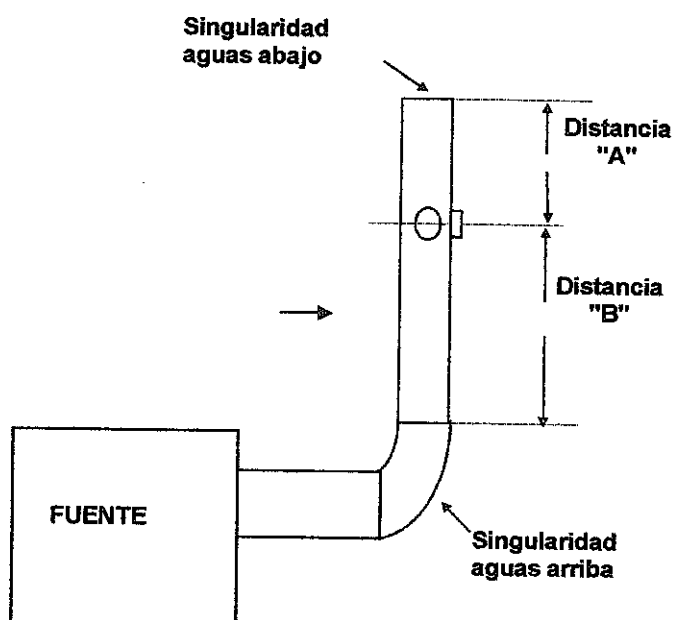 Singularidad
aguas abajo
Distancia
"A"
Distancia
"B"
FUENTE
Singularidad
aguas arriba